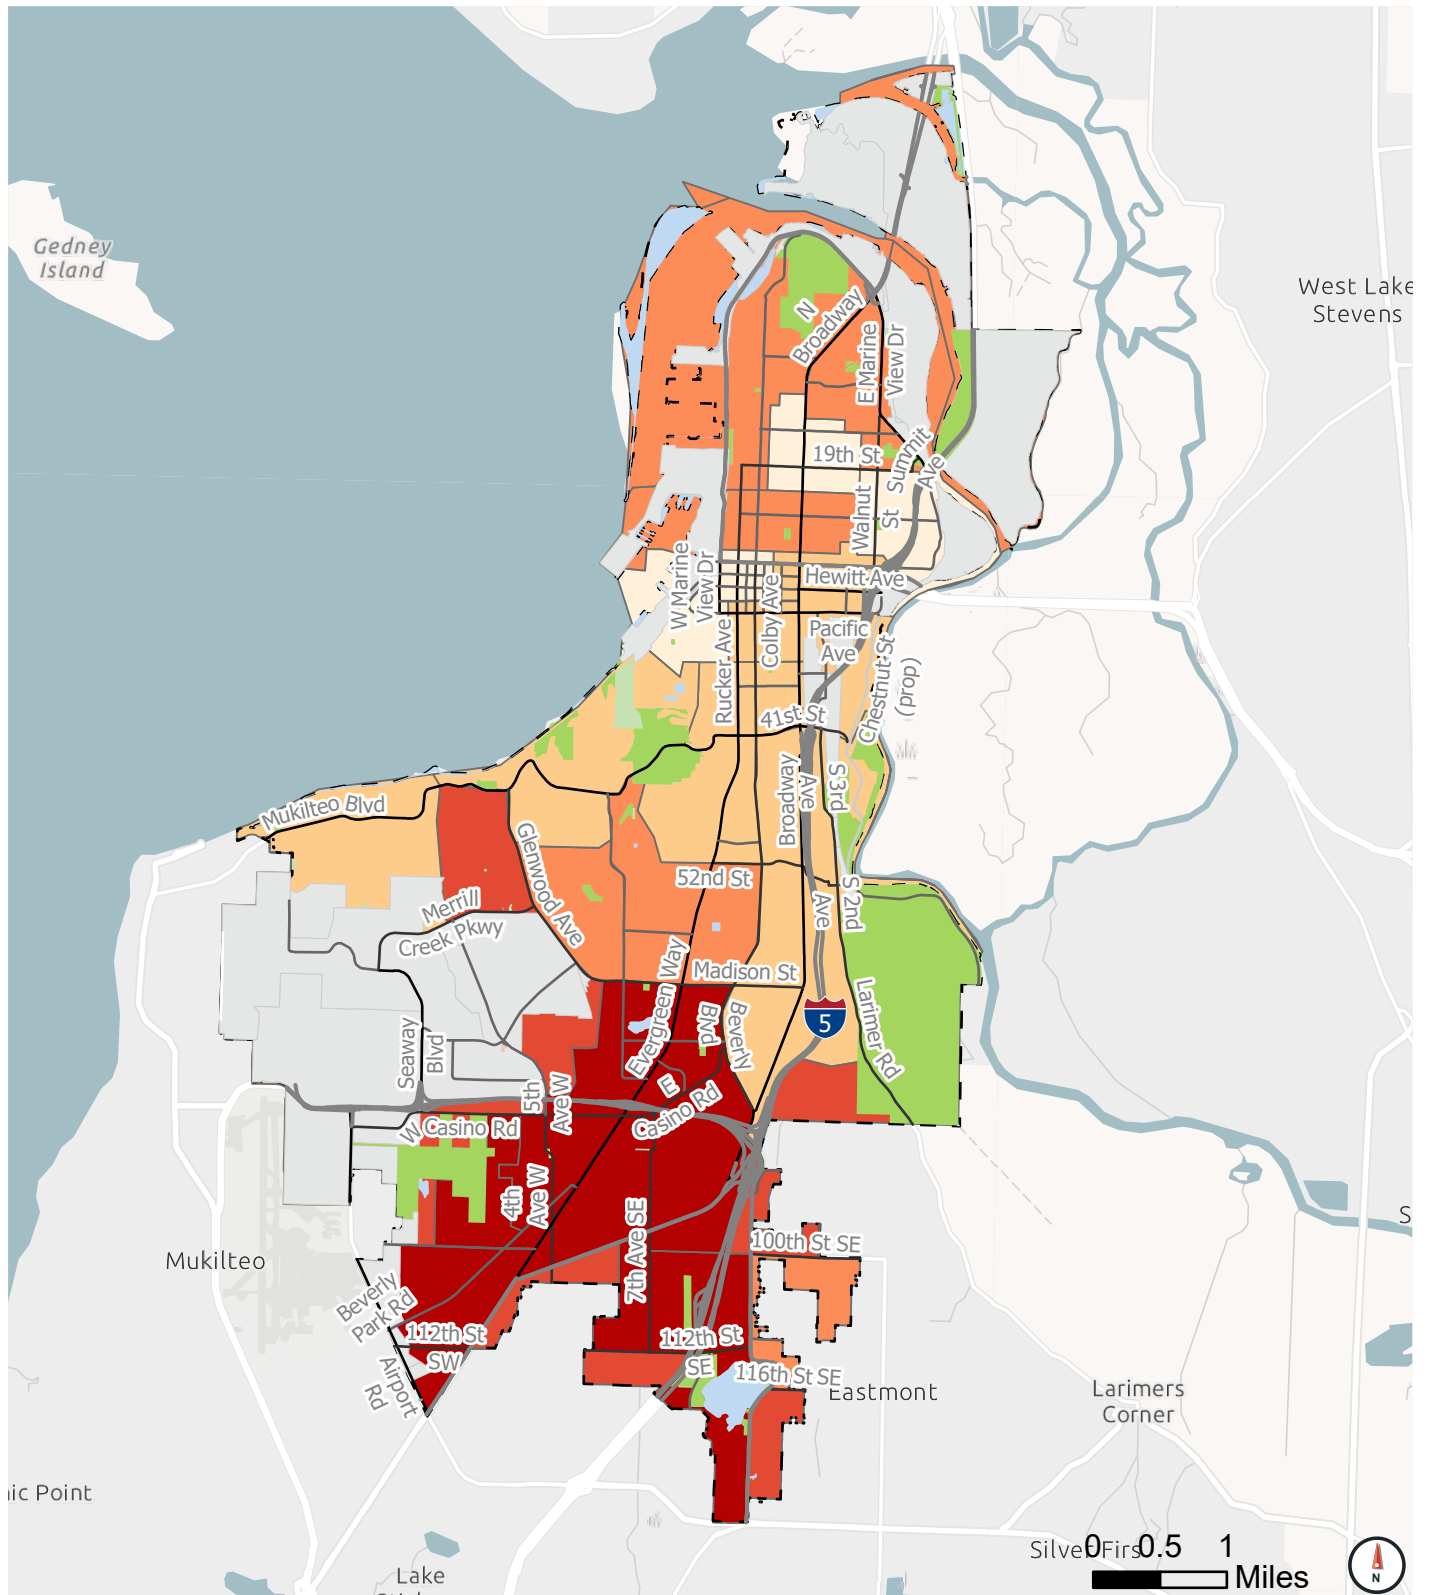 Gedney
Island
West Lake
Stevens
N
Broadway
E Marine
View Dr
19th St
Summit
Ave
Walnut
St
W Marine
View Dr
Hewitt Ave
Colby Ave
Rucker Ave
Pacific
Ave
Chestnut St
(prop)
41st St
Broadway
Ave
S 3rd
Ave
Mukilteo Blvd
Glenwood Ave
52nd St
S 2nd
Merrill
Creek Pkwy
Evergreen Way
Madison St
Beverly
Blvd
5
Larimer Rd
Seaway
Blvd
5th
Ave W
E
Casino Rd
W Casino Rd
4th
Ave W
7th Ave SE
100th St SE
Mukilteo
Beverly
Park Rd
112th St
SW
112th St
SE
116th St SE
Airport
Rd
Eastmont
Larimers
Corner
S
ic Point
Lake
Silver Firs
0 0.5 1
Miles
N